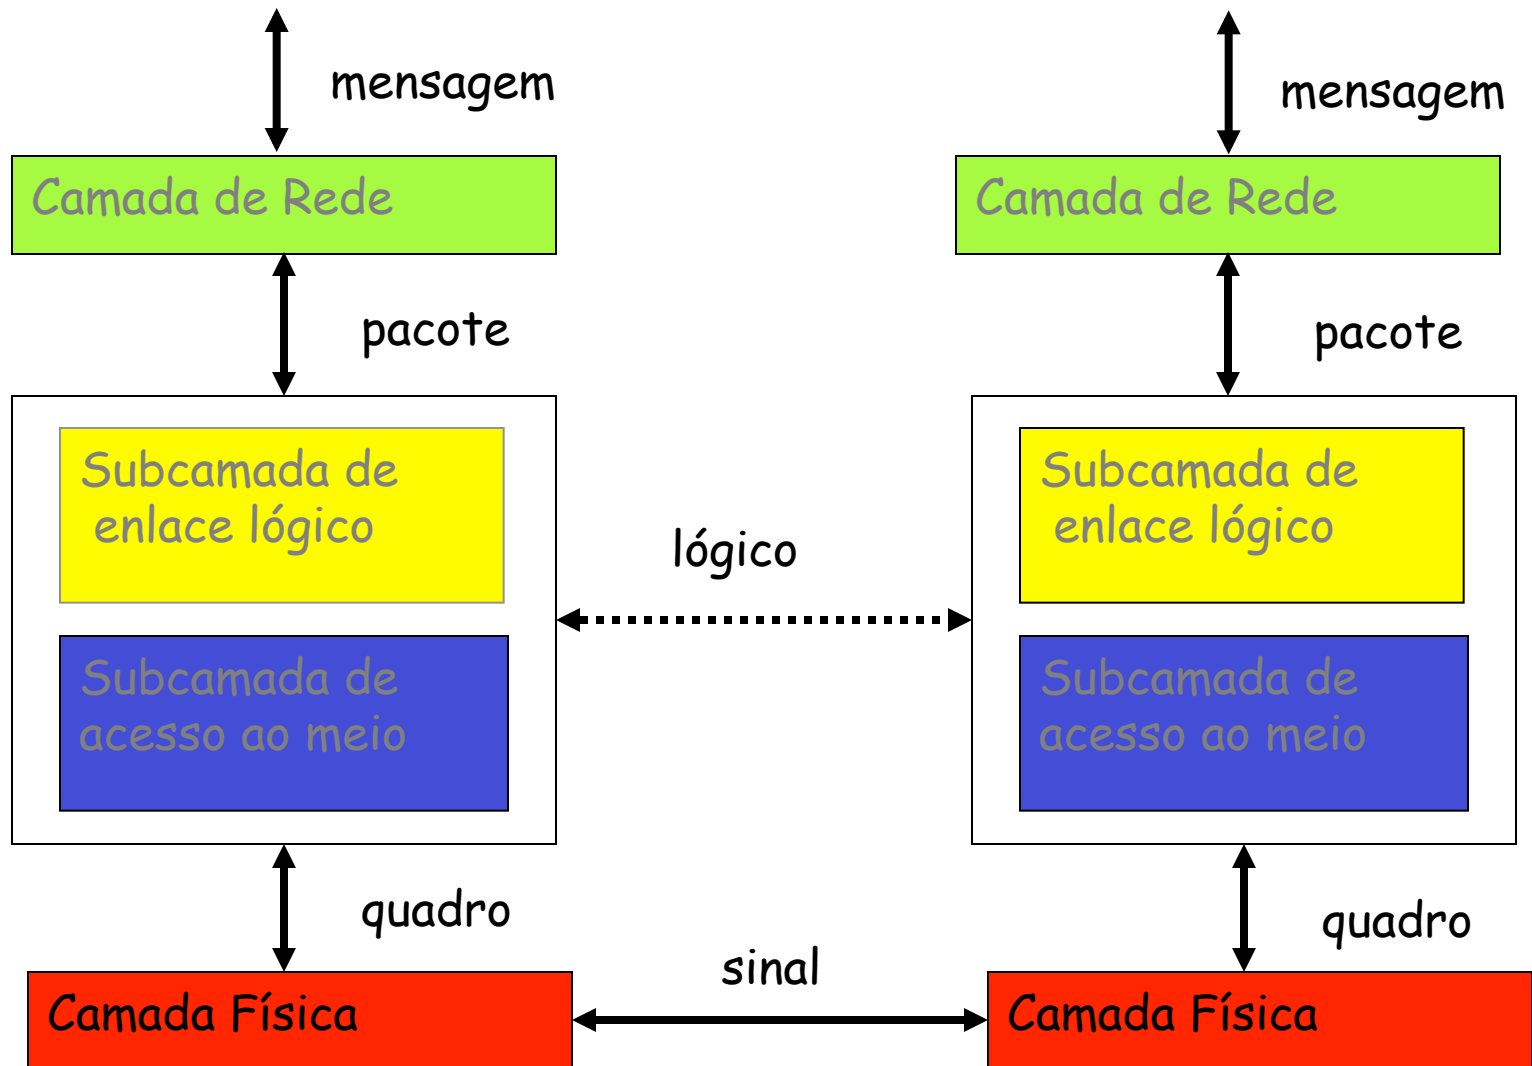 mensagem
mensagem
Camada de Rede
Camada de Rede
pacote
pacote
Subcamada de
enlace lógico
Subcamada de
enlace lógico
lógico
Subcamada de
acesso ao meio
Subcamada de
acesso ao meio
quadro
quadro
sinal
Camada Física
Camada Física